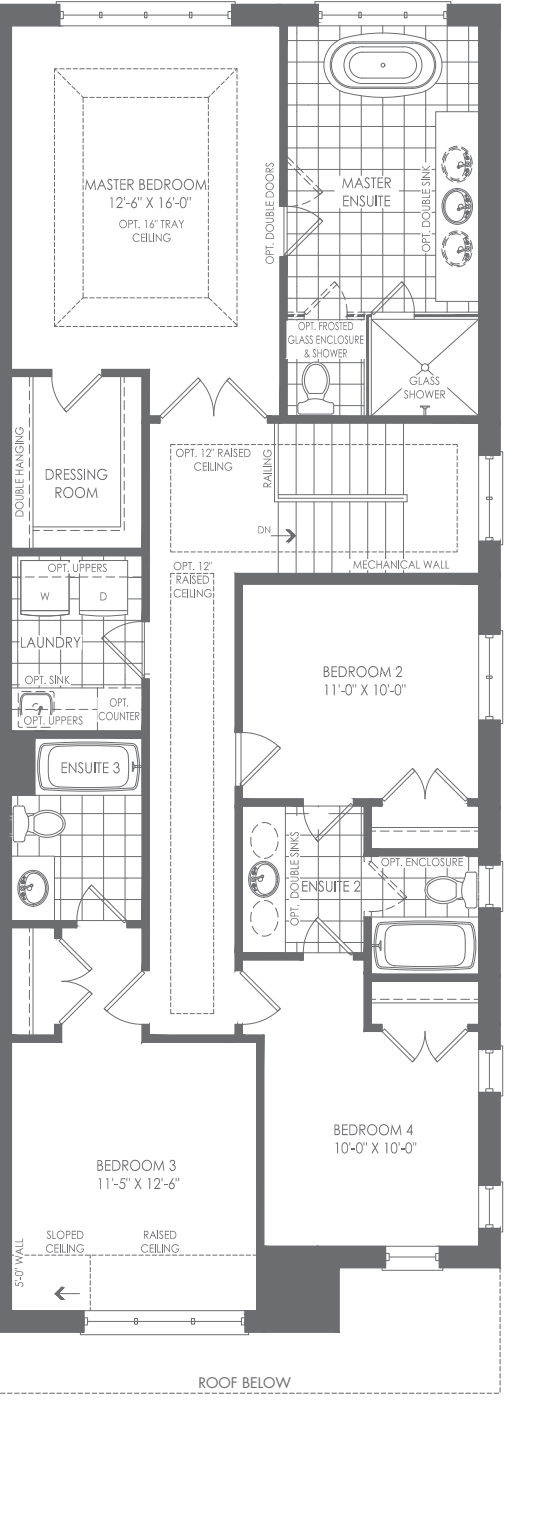 MASTER BEDROOM
12'-6" X 16'-0"
OPT. 16" TRAY
CEILING
OPT. DOUBLE DOORS
MASTER
ENSUITE
OPT. DOUBLE SINK
OPT. FROSTED
GLASS ENCLOSURE
& SHOWER
GLASS
SHOWER
DOUBLE HANGING
DRESSING
ROOM
OPT. 12" RAISED
CEILING
RAILING
DN
MECHANICAL WALL
OPT. UPPERS
W
D
LAUNDRY
OPT. SINK
OPT. UPPERS
OPT.
COUNTER
OPT. 12"
RAISED
CEILING
BEDROOM 2
11'-0" X 10'-0"
ENSUITE 3
OPT. DOUBLE SINKS
ENSUITE 2
OPT. ENCLOSURE
BEDROOM 4
10'-0" X 10'-0"
BEDROOM 3
11'-5" X 12'-6"
5'-0" WALL
SLOPED
CEILING
RAISED
CEILING
ROOF BELOW